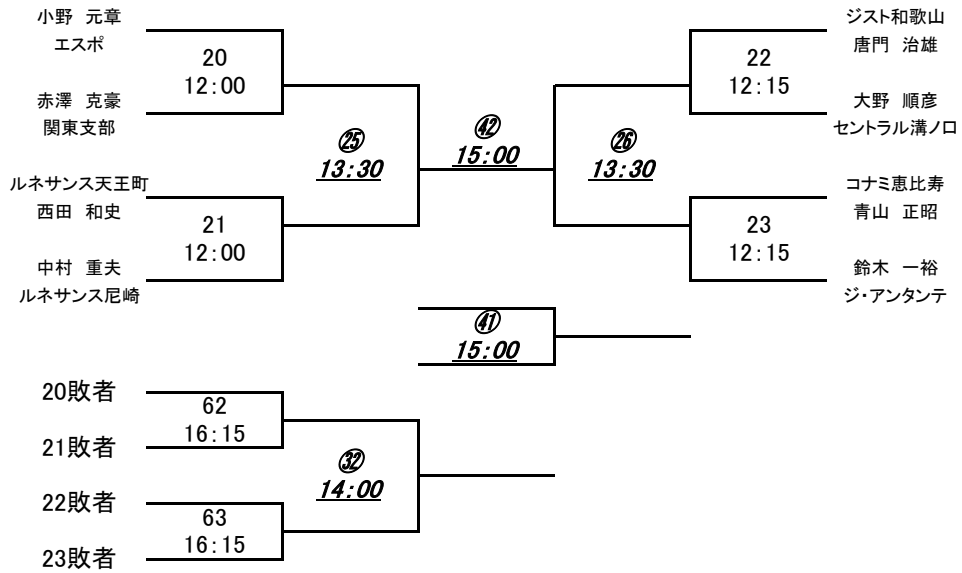 小野 元章
エスポ
20
12:00
赤澤 克豪
関東支部
㉕
13:30
ルネサンス天王町
西田 和史
21
12:00
中村 重夫
ルネサンス尼崎
㊷
15:00
ジスト和歌山
唐門 治雄
22
12:15
大野 順彦
セントラル溝ノ口
㉖
13:30
コナミ恵比寿
青山 正昭
23
12:15
鈴木 一裕
ジ・アンタンテ
㊶
15:00
20敗者
62
16:15
21敗者
㉜
14:00
22敗者
63
16:15
23敗者